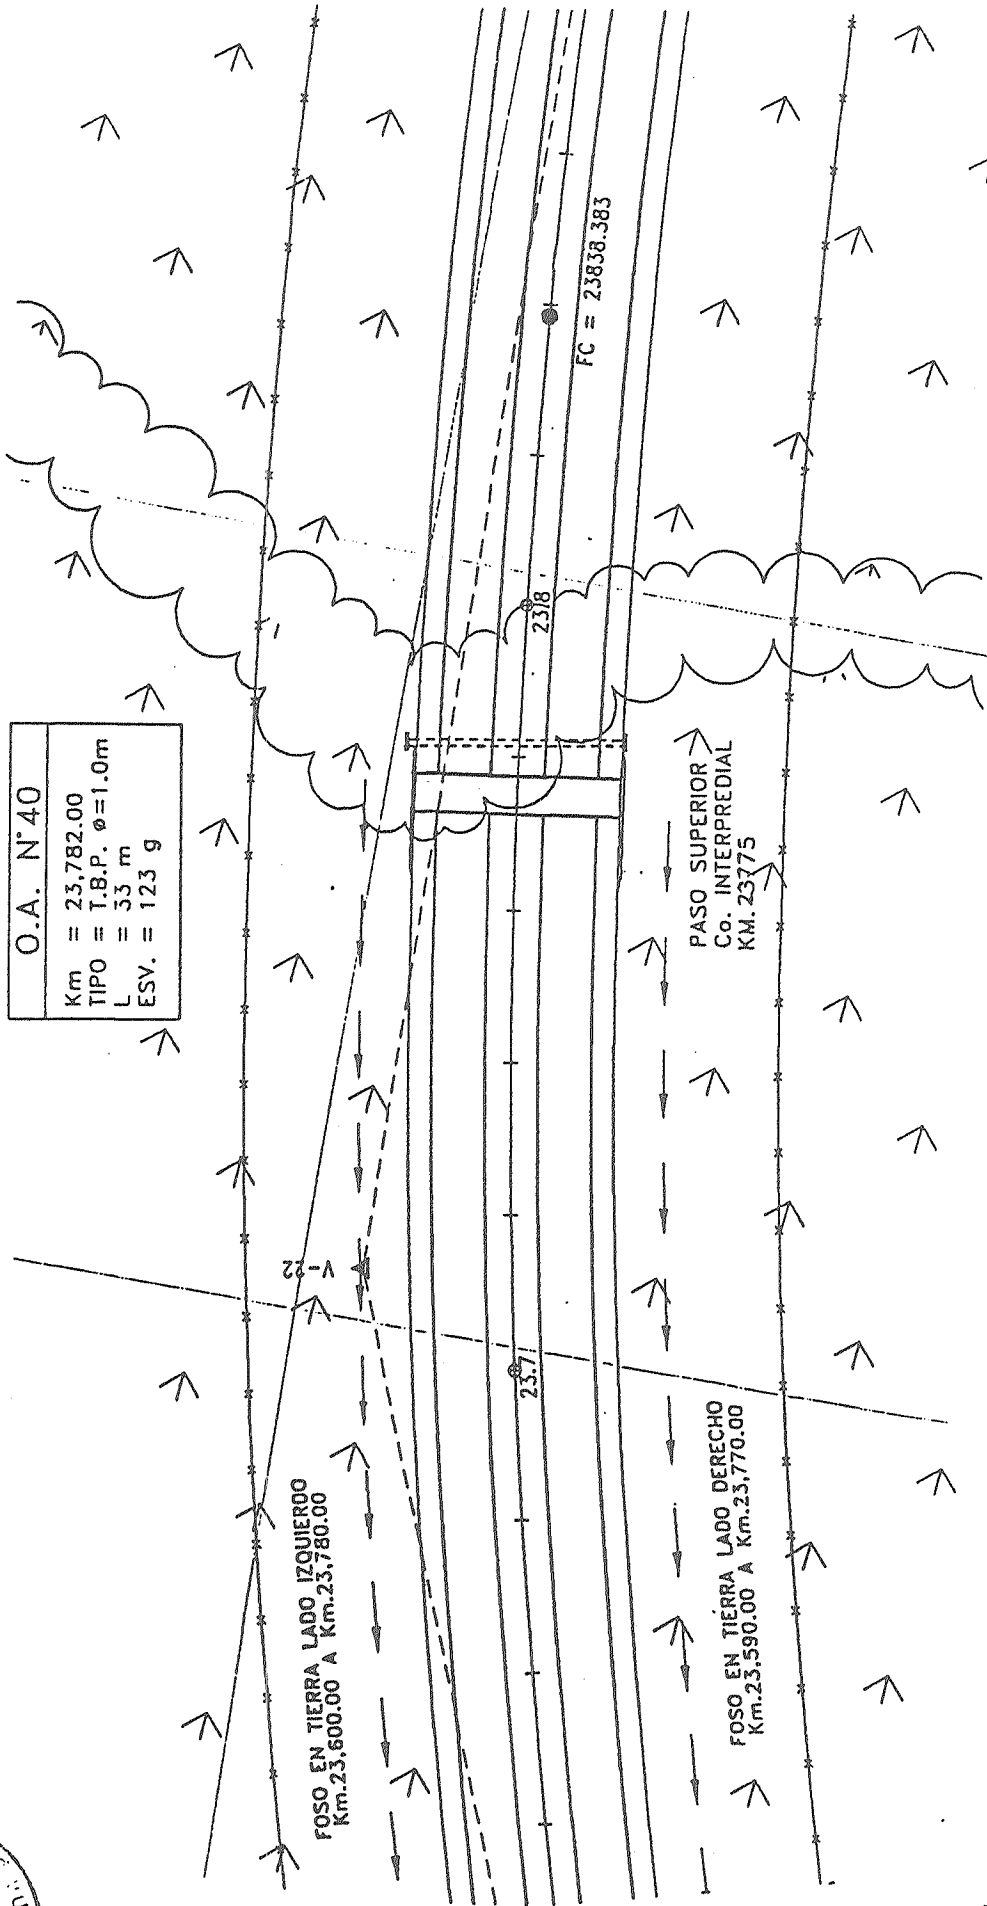 O.A. N°40
Km = 23,782.00
TIPO = T.B.P. ø=1.0m
L = 33 m
ESV. = 123 g
FC = 23838.383
23.8
PASO SUPERIOR
Co. INTERPREDIAL
KM. 23775
V-22
23.7
FOSO EN TIERRA LADO IZQUIERDO
Km.23,600.00 A Km.23,780.00
FOSO EN TIERRA LADO DERECHO
Km.23,590.00 A Km.23,770.00